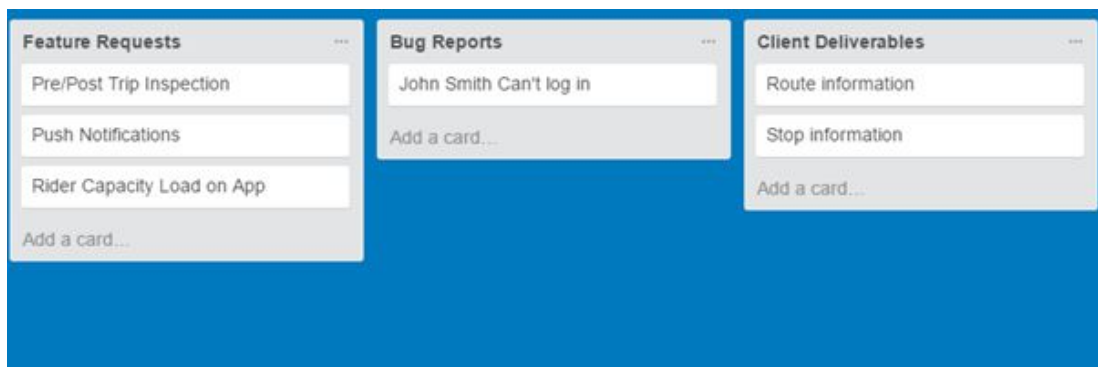 Feature Requests
Pre/Post Trip Inspection
Push Notifications
Rider Capacity Load on App
Add a card...
Bug Reports
John Smith Can't log in
Add a card...
Client Deliverables
Route information
Stop information
Add a card...